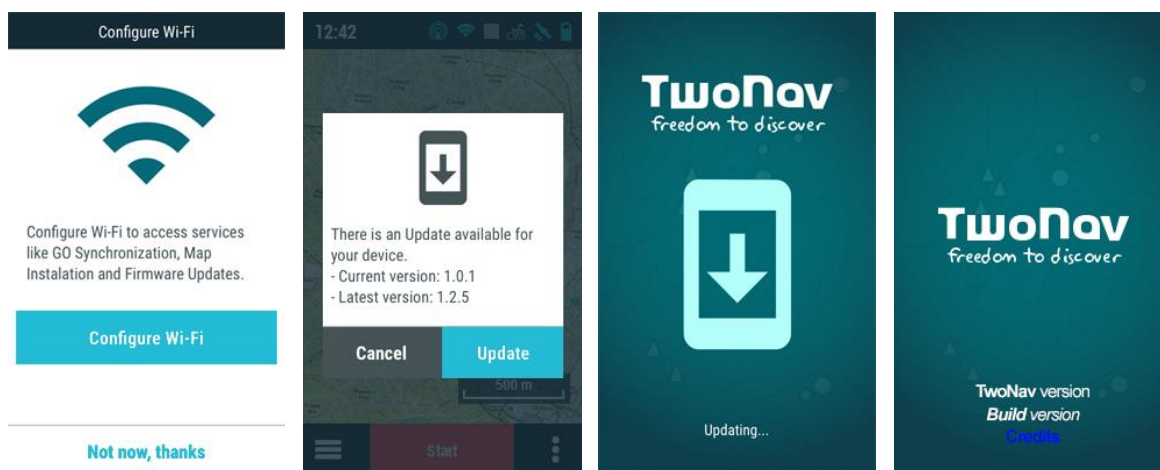 Configure Wi-Fi
Configure Wi-Fi to access services
like GO Synchronization, Map
Instalation and Firmware Updates.
Configure Wi-Fi
Not now, thanks
12:42
There is an Update available for
your device.
- Current version: 1.0.1
- Latest version: 1.2.5
Cancel
Update
500 m
Start
TwoNav
freedom to discover
Updating...
TwoNav
freedom to discover
TwoNav version
Build version
Credits